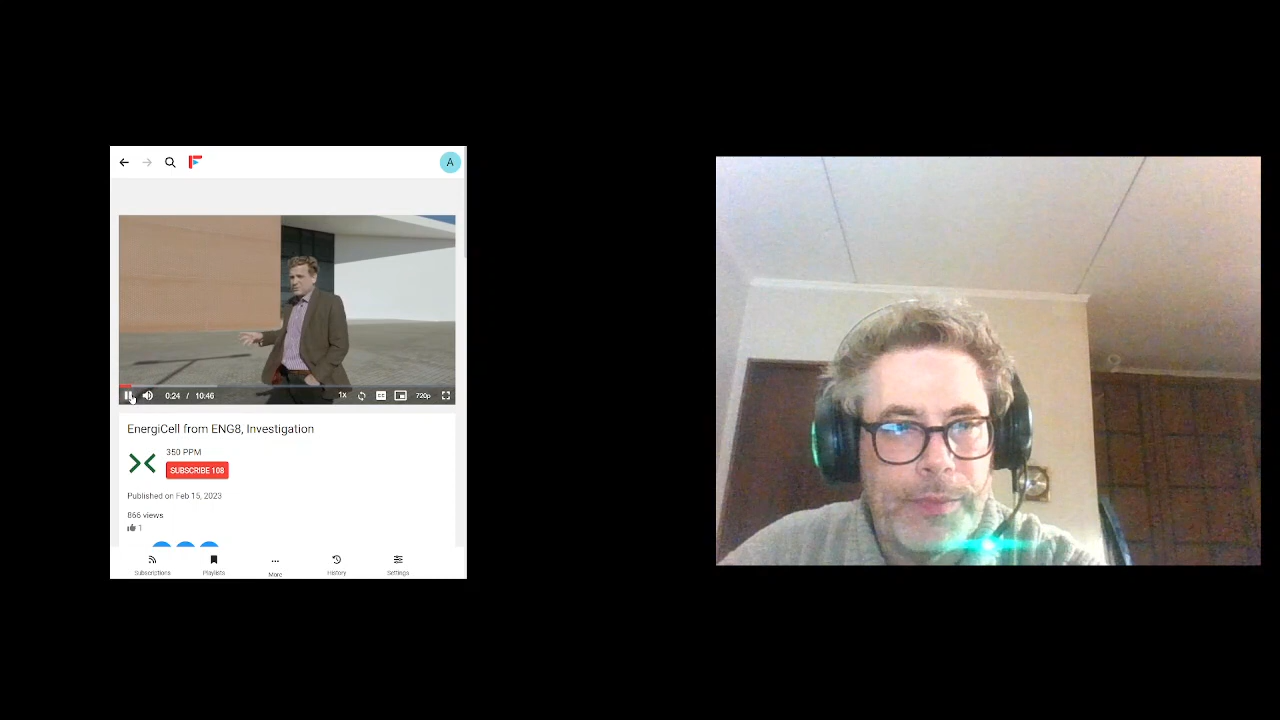 A
0:24 / 10:46
1x
CC
720p
EnergiCell from ENG8, Investigation
350 PPM
SUBSCRIBE 108
Published on Feb 15, 2023
866 views
1
Subscriptions
Playlists
More
History
Settings